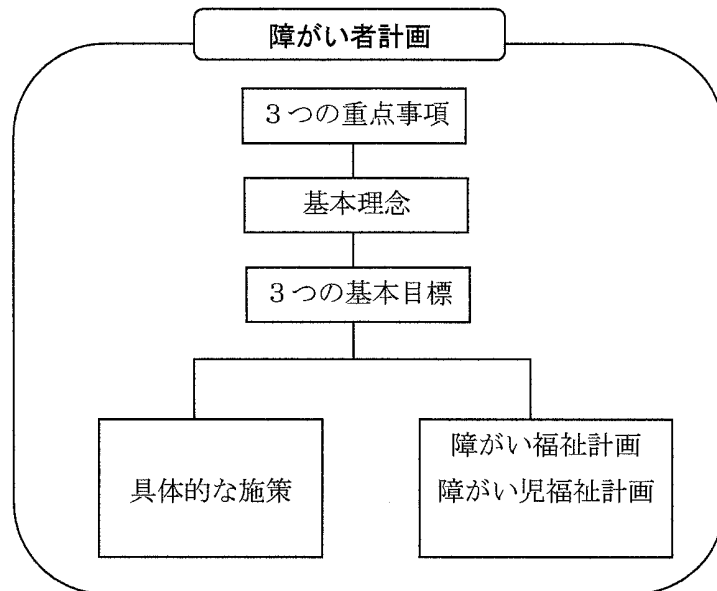 障がい者計画
３つの重点事項
基本理念
３つの基本目標
具体的な施策
障がい福祉計画
障がい児福祉計画